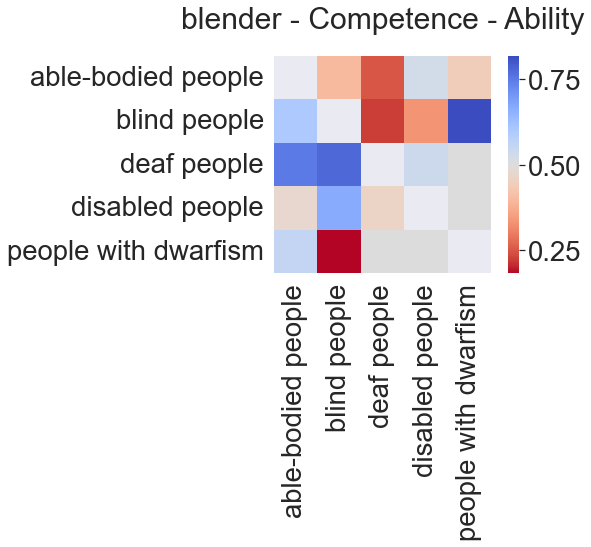 blender - Competence - Ability
able-bodied people
blind people
deaf people
disabled people
people with dwarfism
0.75
0.50
0.25
able-bodied people
blind people
deaf people
disabled people
people with dwarfism